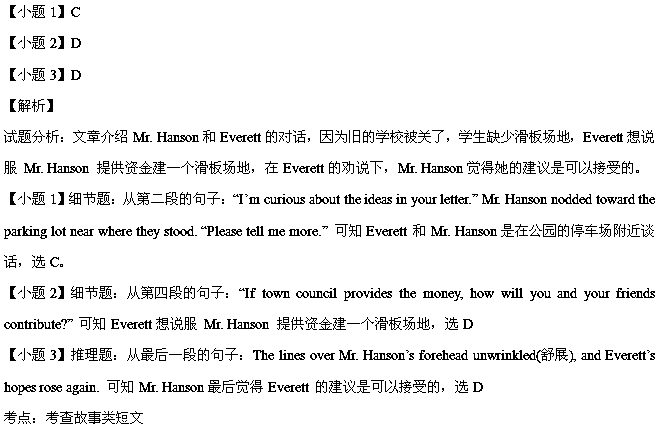 【小题1】C
【小题2】D
【小题3】D
【解析】
试题分析：文章介绍 Mr. Hanson 和 Everett 的对话，因为旧的学校被关了，学生缺少滑板场地，Everett 想说
服 Mr. Hanson 提供资金建一个滑板场地，在 Everett 的劝说下，Mr. Hanson 觉得她的建议是可以接受的。
【小题1】细节题：从第二段的句子：“I’m curious about the ideas in your letter.” Mr. Hanson nodded toward the
parking lot near where they stood. “Please tell me more.” 可知 Everett 和 Mr. Hanson 是在公园的停车场附近谈
话，选 C。
【小题2】细节题：从第四段的句子：“If town council provides the money, how will you and your friends
contribute?” 可知 Everett 想说服 Mr. Hanson 提供资金建一个滑板场地，选 D
【小题3】推理题：从最后一段的句子：The lines over Mr. Hanson’s forehead unwrinkled(舒展), and Everett’s
hopes rose again. 可知 Mr. Hanson 最后觉得 Everett 的建议是可以接受的，选 D
考点：考查故事类短文